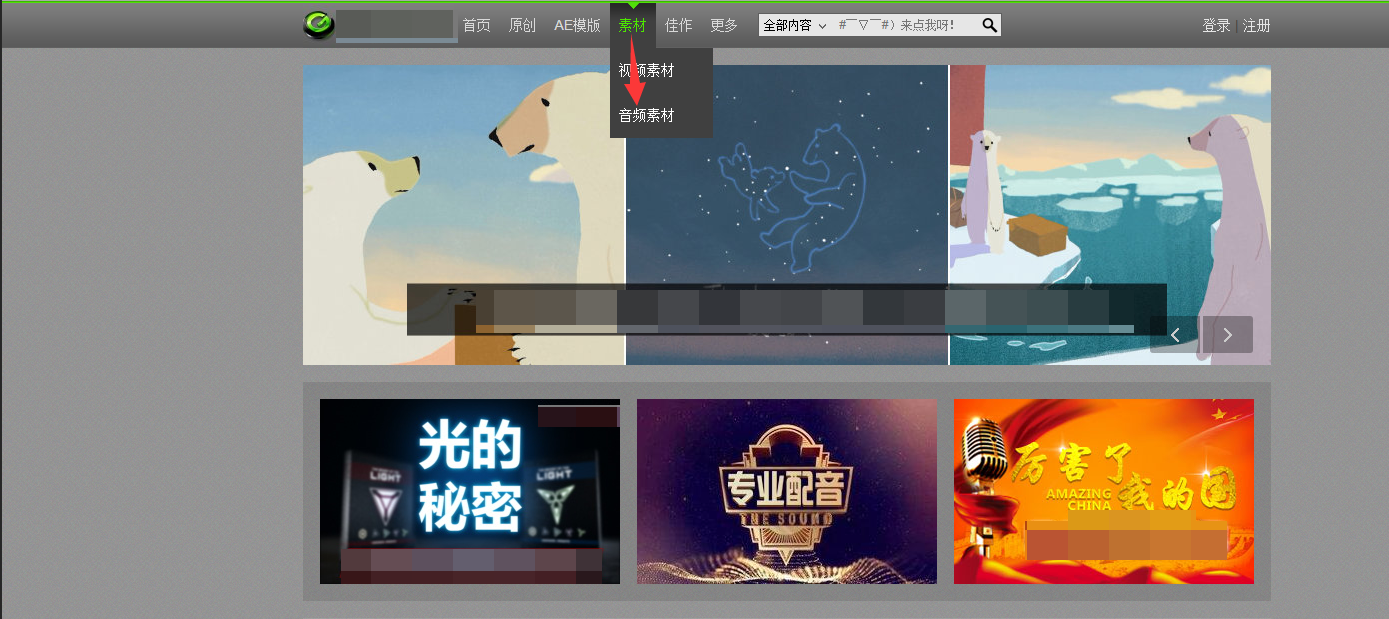 首页 原创 AE模版 素材 佳作 更多 全部内容 #￣▽￣#）来点我呀! 登录 | 注册
视频素材
音频素材
光的
秘密
LIGHT
LIGHT
专业配音
THE SOUND
厉害了
AMAZING
CHINA
我的国